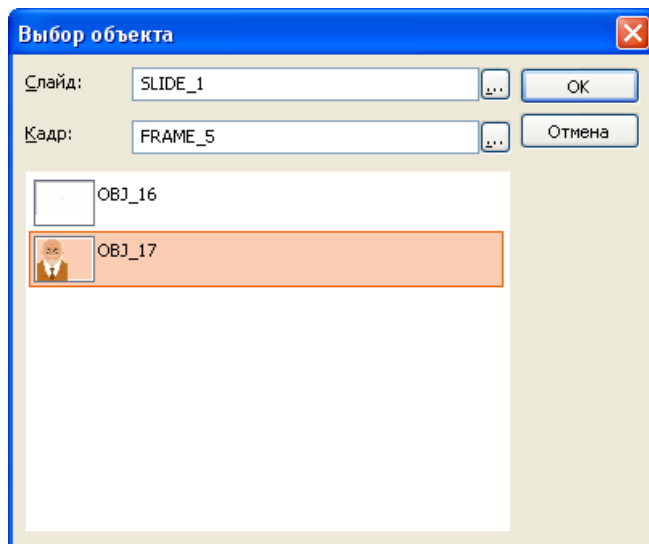 Выбор объекта
Слайд: SLIDE_1 ... OK
Кадр: FRAME_5 ... Отмена
OBJ_16
OBJ_17